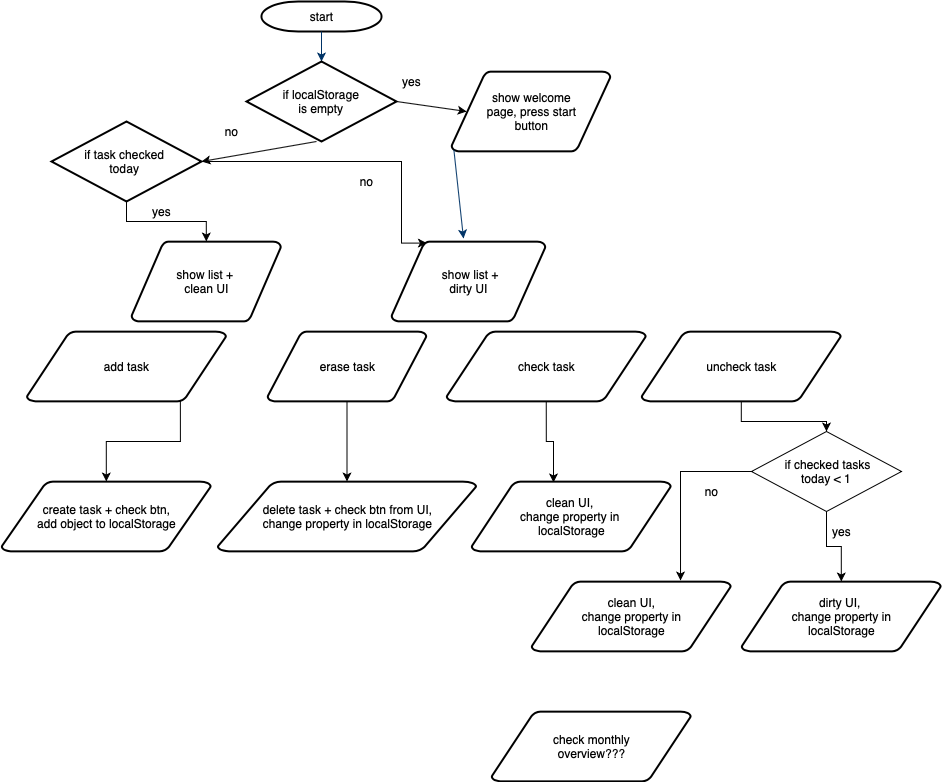 start
if localStorage
is empty
yes
show welcome
page, press start
button
no
if task checked
today
no
yes
show list +
clean UI
show list +
dirty UI
add task
erase task
check task
uncheck task
if checked tasks
today < 1
no
yes
create task + check btn,
add object to localStorage
delete task + check btn from UI,
change property in localStorage
clean UI,
change property in
localStorage
clean UI,
change property in
localStorage
dirty UI,
change property in
localStorage
check monthly
overview???